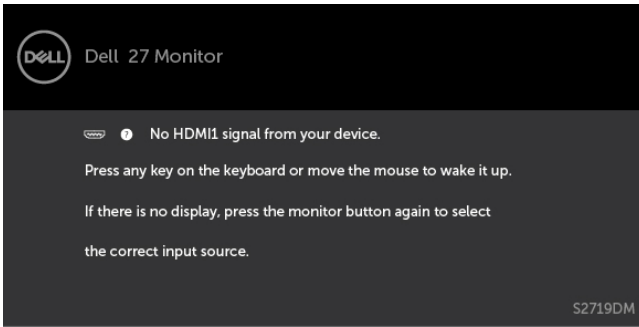 DELL
Dell 27 Monitor
? No HDMI1 signal from your device.
Press any key on the keyboard or move the mouse to wake it up.
If there is no display, press the monitor button again to select
the correct input source.
S2719DM